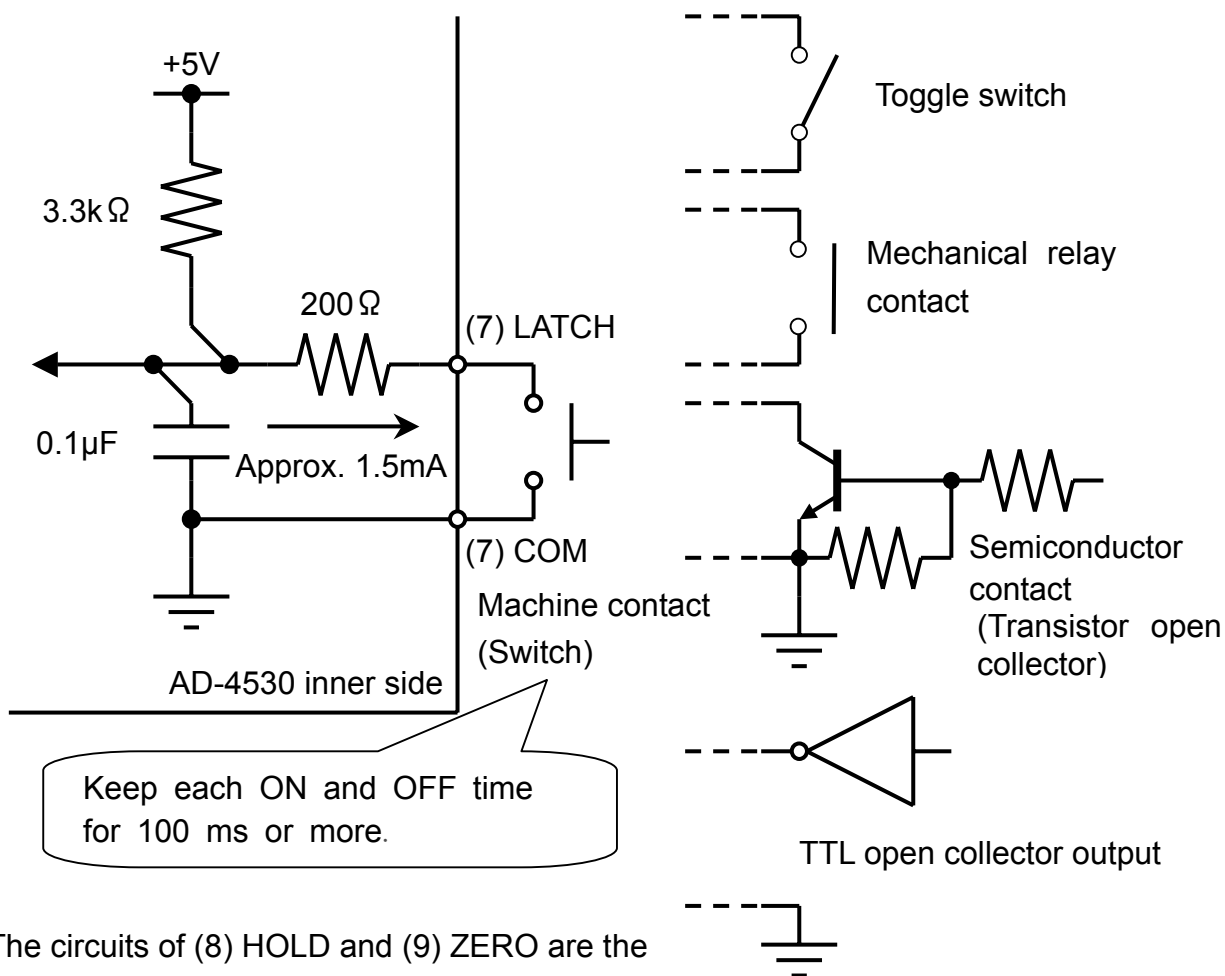 +5V
3.3kΩ
200Ω
(7) LATCH
0.1µF
Approx. 1.5mA
(7) COM
Machine contact
(Switch)
AD-4530 inner side
Keep each ON and OFF time
for 100 ms or more.
The circuits of (8) HOLD and (9) ZERO are the
Toggle switch
Mechanical relay
contact
Semiconductor
contact
(Transistor open
collector)
TTL open collector output